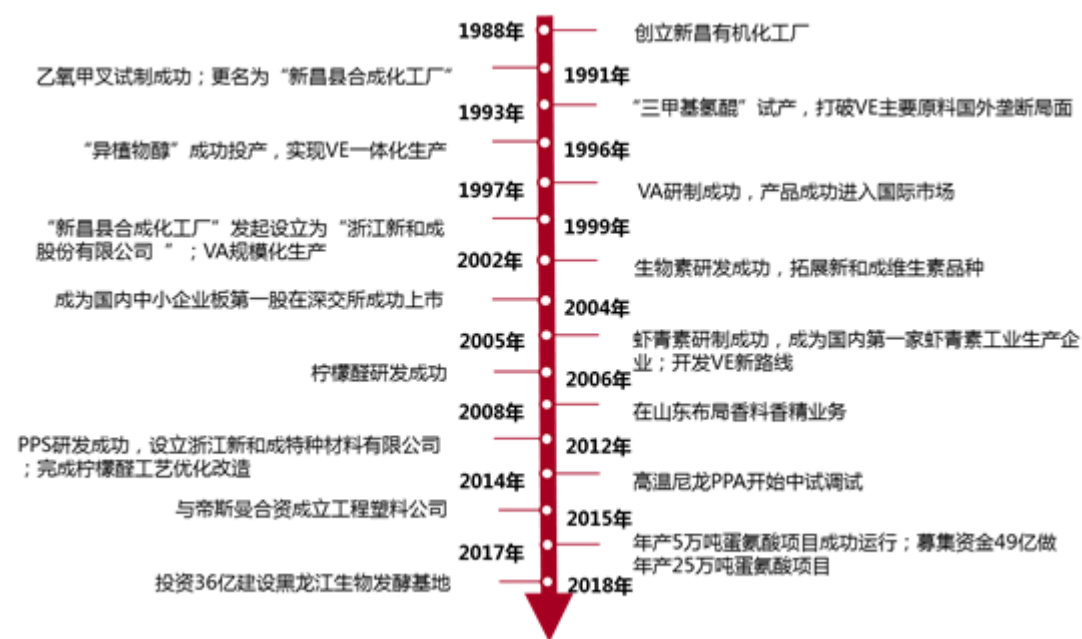 1988年
创立新昌有机化工厂
乙氧甲叉试制成功；更名为“新昌县合成化工厂”
1991年
1993年
“三甲基氢醌”试产，打破VE主要原料国外垄断局面
“异植物醇”成功投产，实现VE一体化生产
1996年
1997年
VA研制成功，产品成功进入国际市场
“新昌县合成化工厂”发起设立为“浙江新和成
股份有限公司 ”；VA规模化生产
1999年
2002年
生物素研发成功，拓展新和成维生素品种
成为国内中小企业板第一股在深交所成功上市
2004年
2005年
虾青素研制成功，成为国内第一家虾青素工业生产企
业；开发VE新路线
柠檬醛研发成功
2006年
2008年
在山东布局香料香精业务
PPS研发成功，设立浙江新和成特种材料有限公司
；完成柠檬醛工艺优化改造
2012年
2014年
高温尼龙PPA开始中试调试
与帝斯曼合资成立工程塑料公司
2015年
2017年
年产5万吨蛋氨酸项目成功运行；募集资金49亿做
年产25万吨蛋氨酸项目
投资36亿建设黑龙江生物发酵基地
2018年